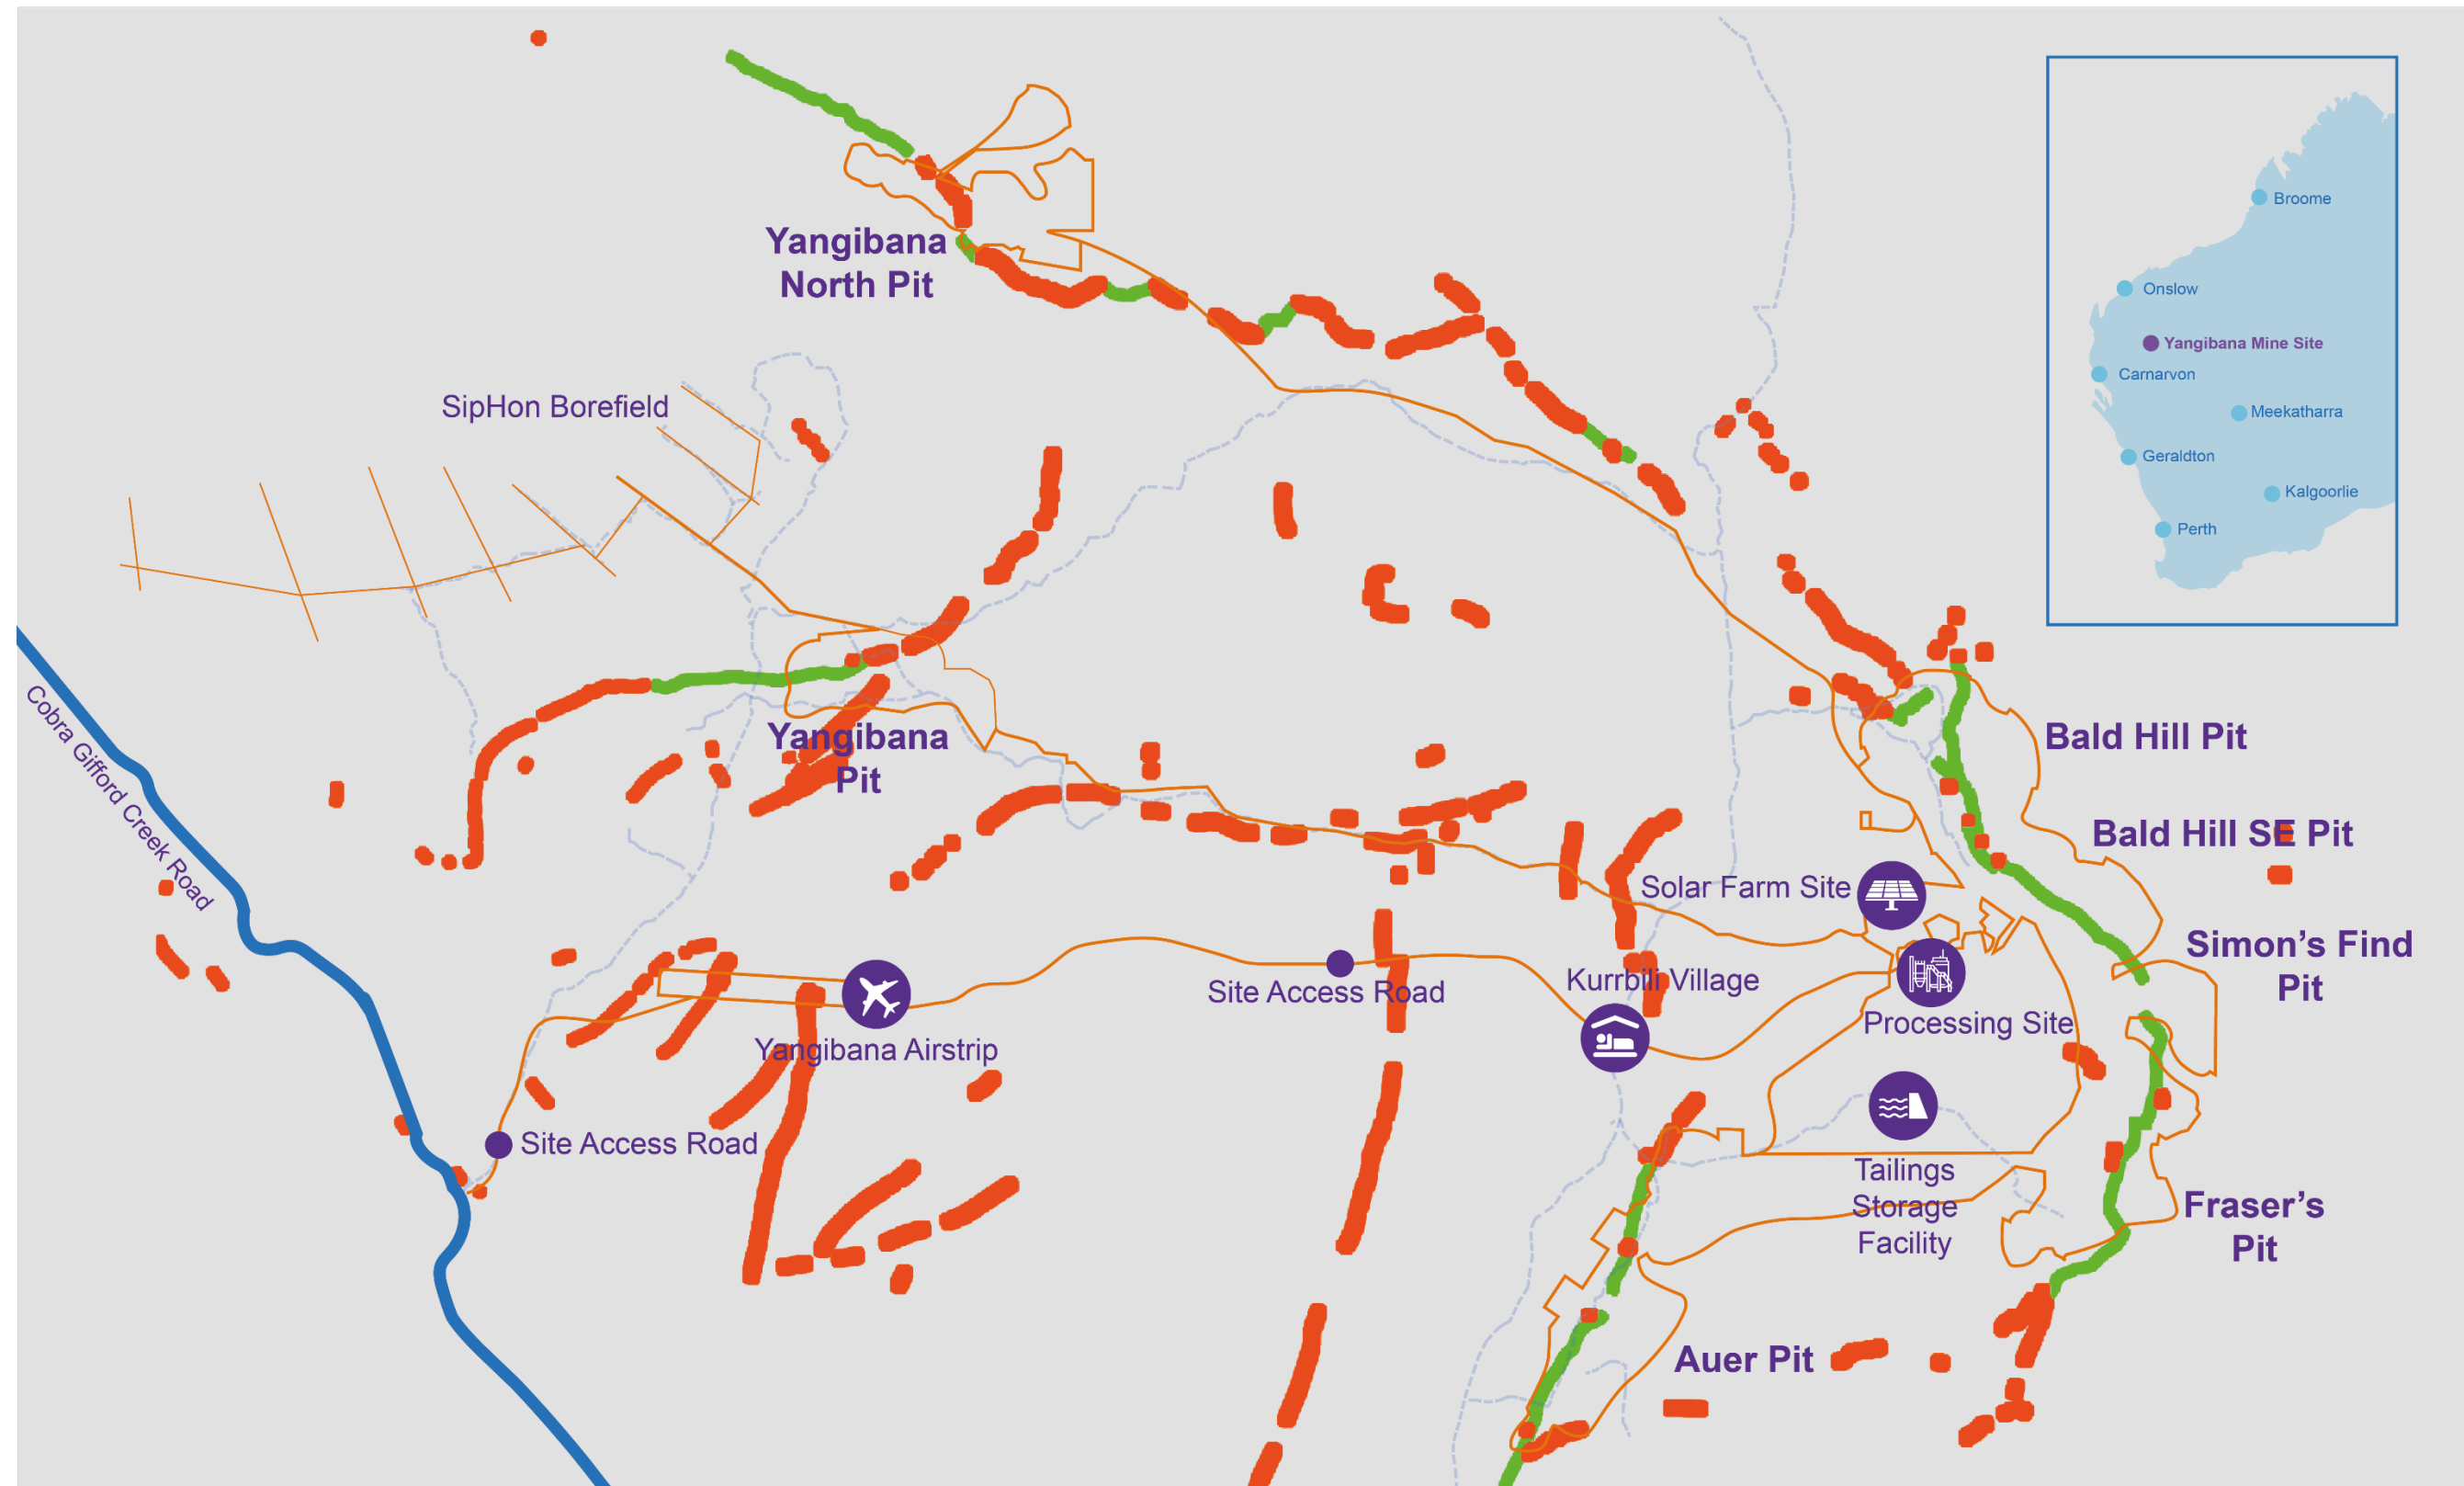 Yangibana
North Pit
SipHon Borefield
Broome
Onslow
Yangibana Mine Site
Carnarvon
Meekatharra
Geraldton
Kalgoorlie
Perth
Cobra Gifford Creek Road
Yangibana
Pit
Bald Hill Pit
Bald Hill SE Pit
Solar Farm Site
Simon’s Find
Pit
Kurrbili Village
Site Access Road
Processing Site
Yangibana Airstrip
Site Access Road
Tailings
Storage
Facility
Fraser’s
Pit
Auer Pit